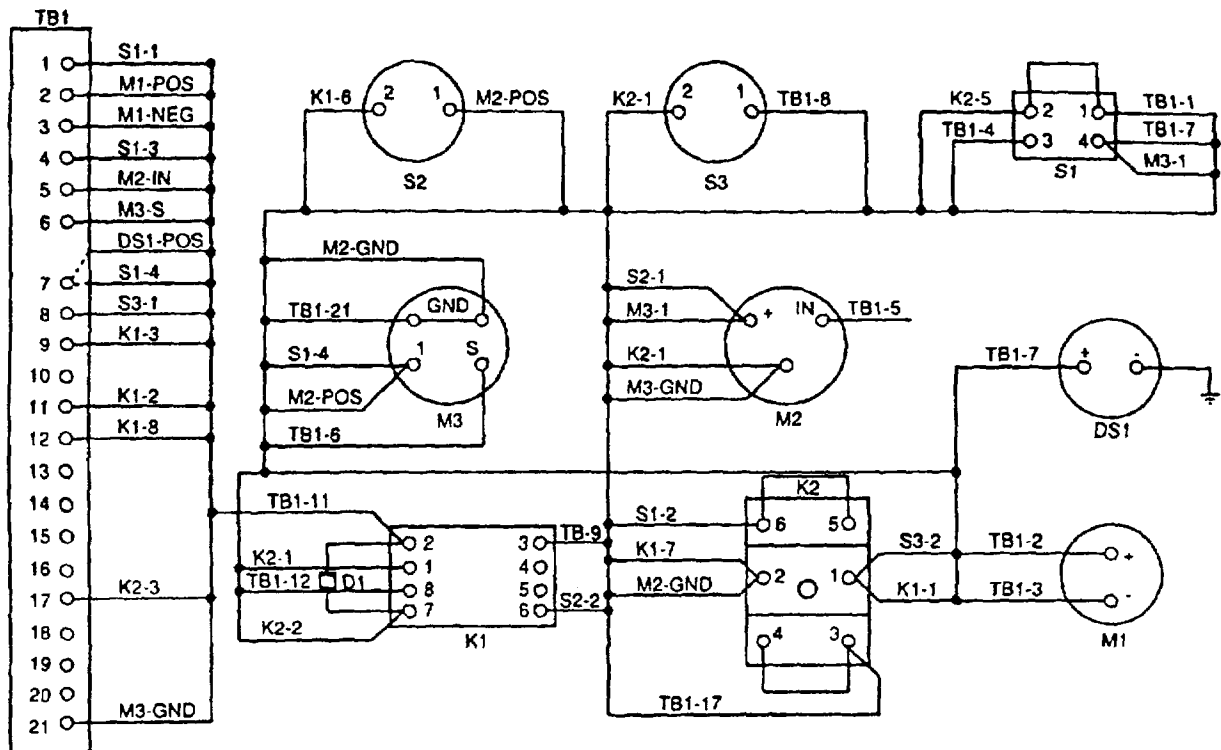 TB1
1 S1-1
2 M1-POS
3 M1-NEG
4 S1-3
5 M2-IN
6 M3-S
DS1-POS
7 S1-4
8 S3-1
9 K1-3
10
11 K1-2
12 K1-8
13
14
15
16
17 K2-3
18
19
20
21 M3-GND
K1-6 2 1 M2-POS
S2
K2-1 2 1 TB1-8
S3
K2-5 2 1 TB1-1
TB1-4 3 4 TB1-7
M3-1
S1
M2-GND
TB1-21 GND
S1-4 1 S
M2-POS
M3
TB1-6
S2-1
M3-1 + IN TB1-5
K2-1
M3-GND
M2
TB1-7 + -
DS1
TB1-11
2 3 TB-9
K2-1 1 4
TB1-12 D1 8 5
7 6 S2-2
K2-2
K1
K2
S1-2 6 5
K1-7 S3-2
2 1
M2-GND K1-1
4 3
TB1-17
TB1-2 +
TB1-3 -
M1